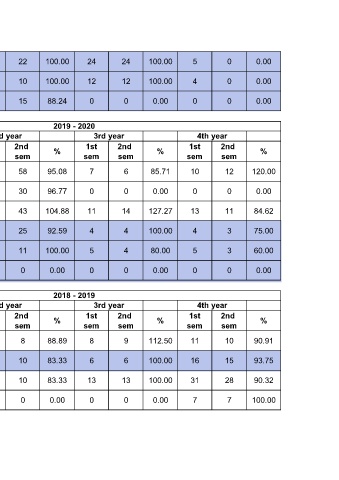 22 100.00 24 24 100.00 5 0 0.00
10 100.00 12 12 100.00 4 0 0.00
15 88.24 0 0 0.00 0 0 0.00
2019 - 2020
d year 3rd year 4th year
2nd sem % 1st sem 2nd sem % 1st sem 2nd sem %
58 95.08 7 6 85.71 10 12 120.00
30 96.77 0 0 0.00 0 0 0.00
43 104.88 11 14 127.27 13 11 84.62
25 92.59 4 4 100.00 4 3 75.00
11 100.00 5 4 80.00 5 3 60.00
0 0.00 0 0 0.00 0 0 0.00
2018 - 2019
d year 3rd year 4th year
2nd sem % 1st sem 2nd sem % 1st sem 2nd sem %
8 88.89 8 9 112.50 11 10 90.91
10 83.33 6 6 100.00 16 15 93.75
10 83.33 13 13 100.00 31 28 90.32
0 0.00 0 0 0.00 7 7 100.00